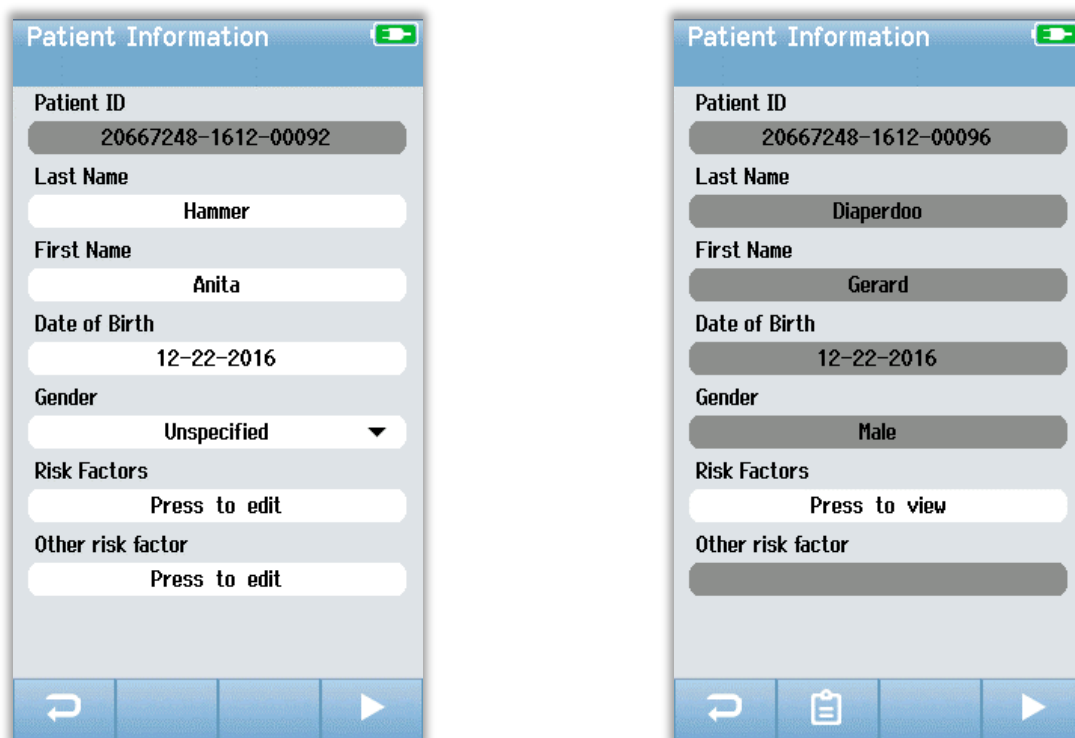 Patient Information
Patient ID
20667248-1612-00092
Last Name
Hammer
First Name
Anita
Date of Birth
12-22-2016
Gender
Unspecified
Risk Factors
Press to edit
Other risk factor
Press to edit
Patient Information
Patient ID
20667248-1612-00096
Last Name
Diaperdoo
First Name
Gerard
Date of Birth
12-22-2016
Gender
Male
Risk Factors
Press to view
Other risk factor